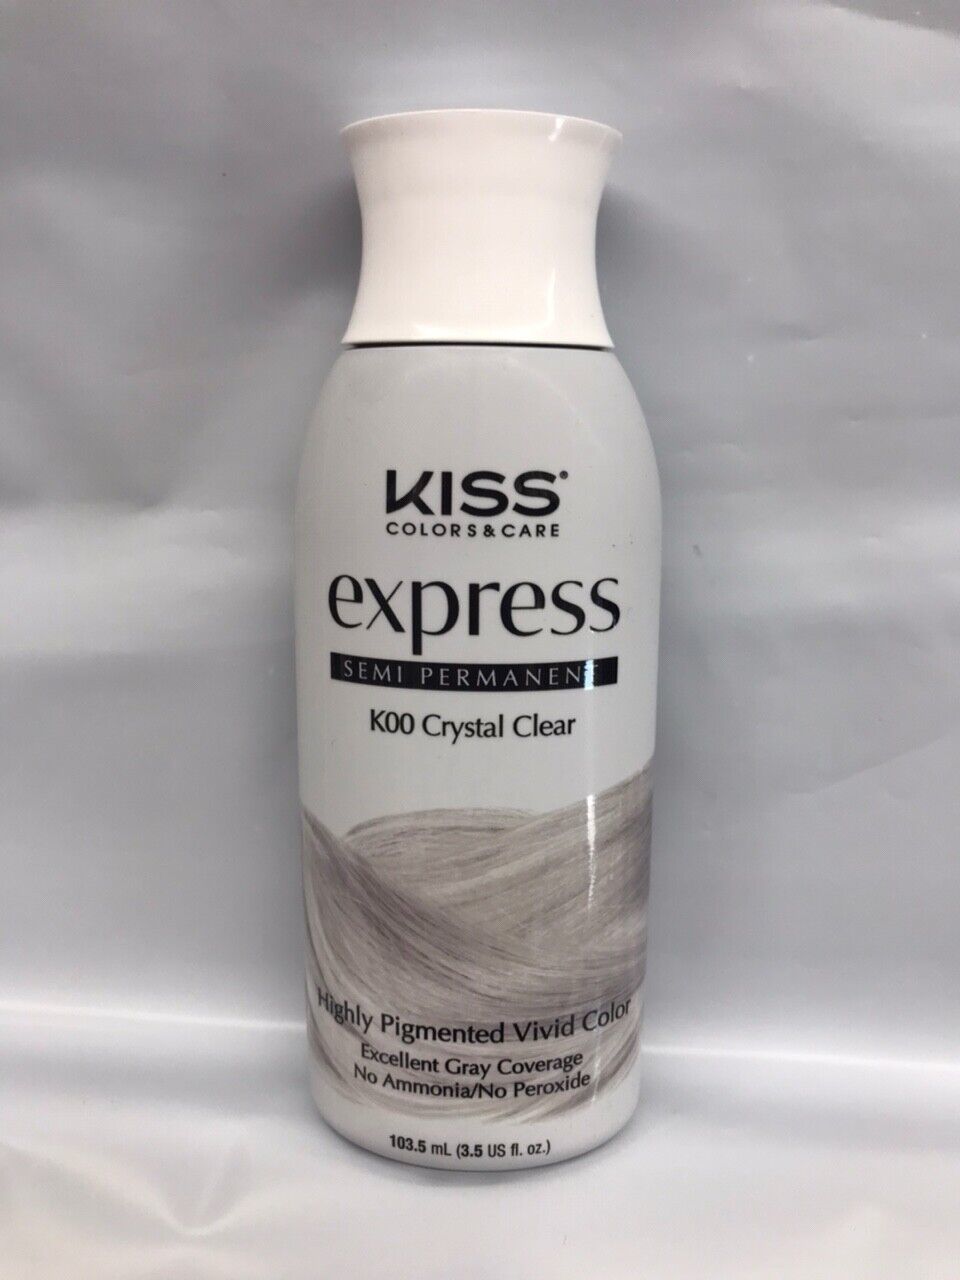 KISS®
COLORS & CARE
express
SEMI PERMANENT
K00 Crystal Clear
Highly Pigmented Vivid Color
Excellent Gray Coverage
No Ammonia/No Peroxide
103.5 mL (3.5 US fl. oz.)